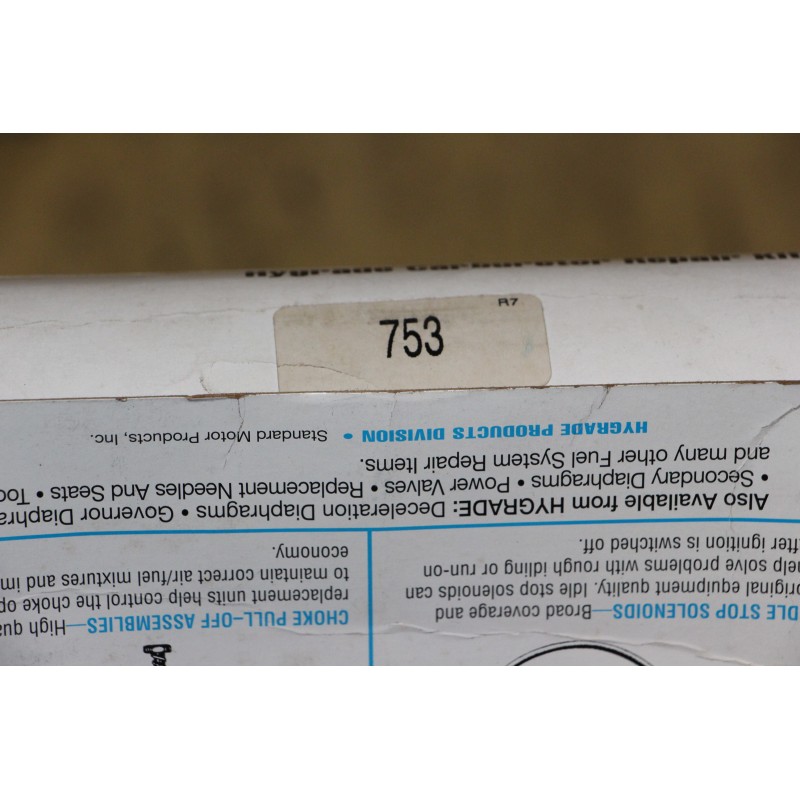 R7
753
CHOKE PULL-OFF ASSEMBLIES—High
replacement units help control the choke
to maintain correct air/fuel mixtures and
economy.
IDLE STOP SOLENOIDS—Broad coverage and
original equipment quality. Idle stop solenoids can
help solve problems with rough idling or run-on
after ignition is switched off.
Also Available from HYGRADE: Deceleration Diaphragms • Governor
• Secondary Diaphragms • Power Valves • Replacement Needles And Seats •
and many other Fuel System Repair Items.
HYGRADE PRODUCTS DIVISION • Standard Motor Products, Inc.